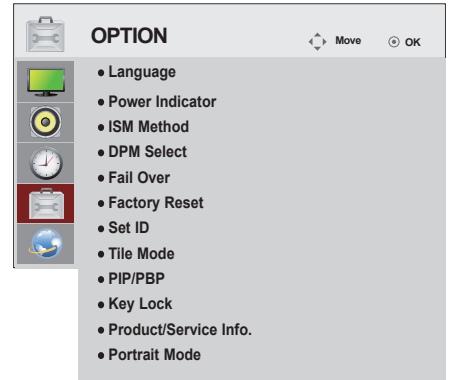 OPTION
Move OK
• Language
• Power Indicator
• ISM Method
• DPM Select
• Fail Over
• Factory Reset
• Set ID
• Tile Mode
• PIP/PBP
• Key Lock
• Product/Service Info.
• Portrait Mode